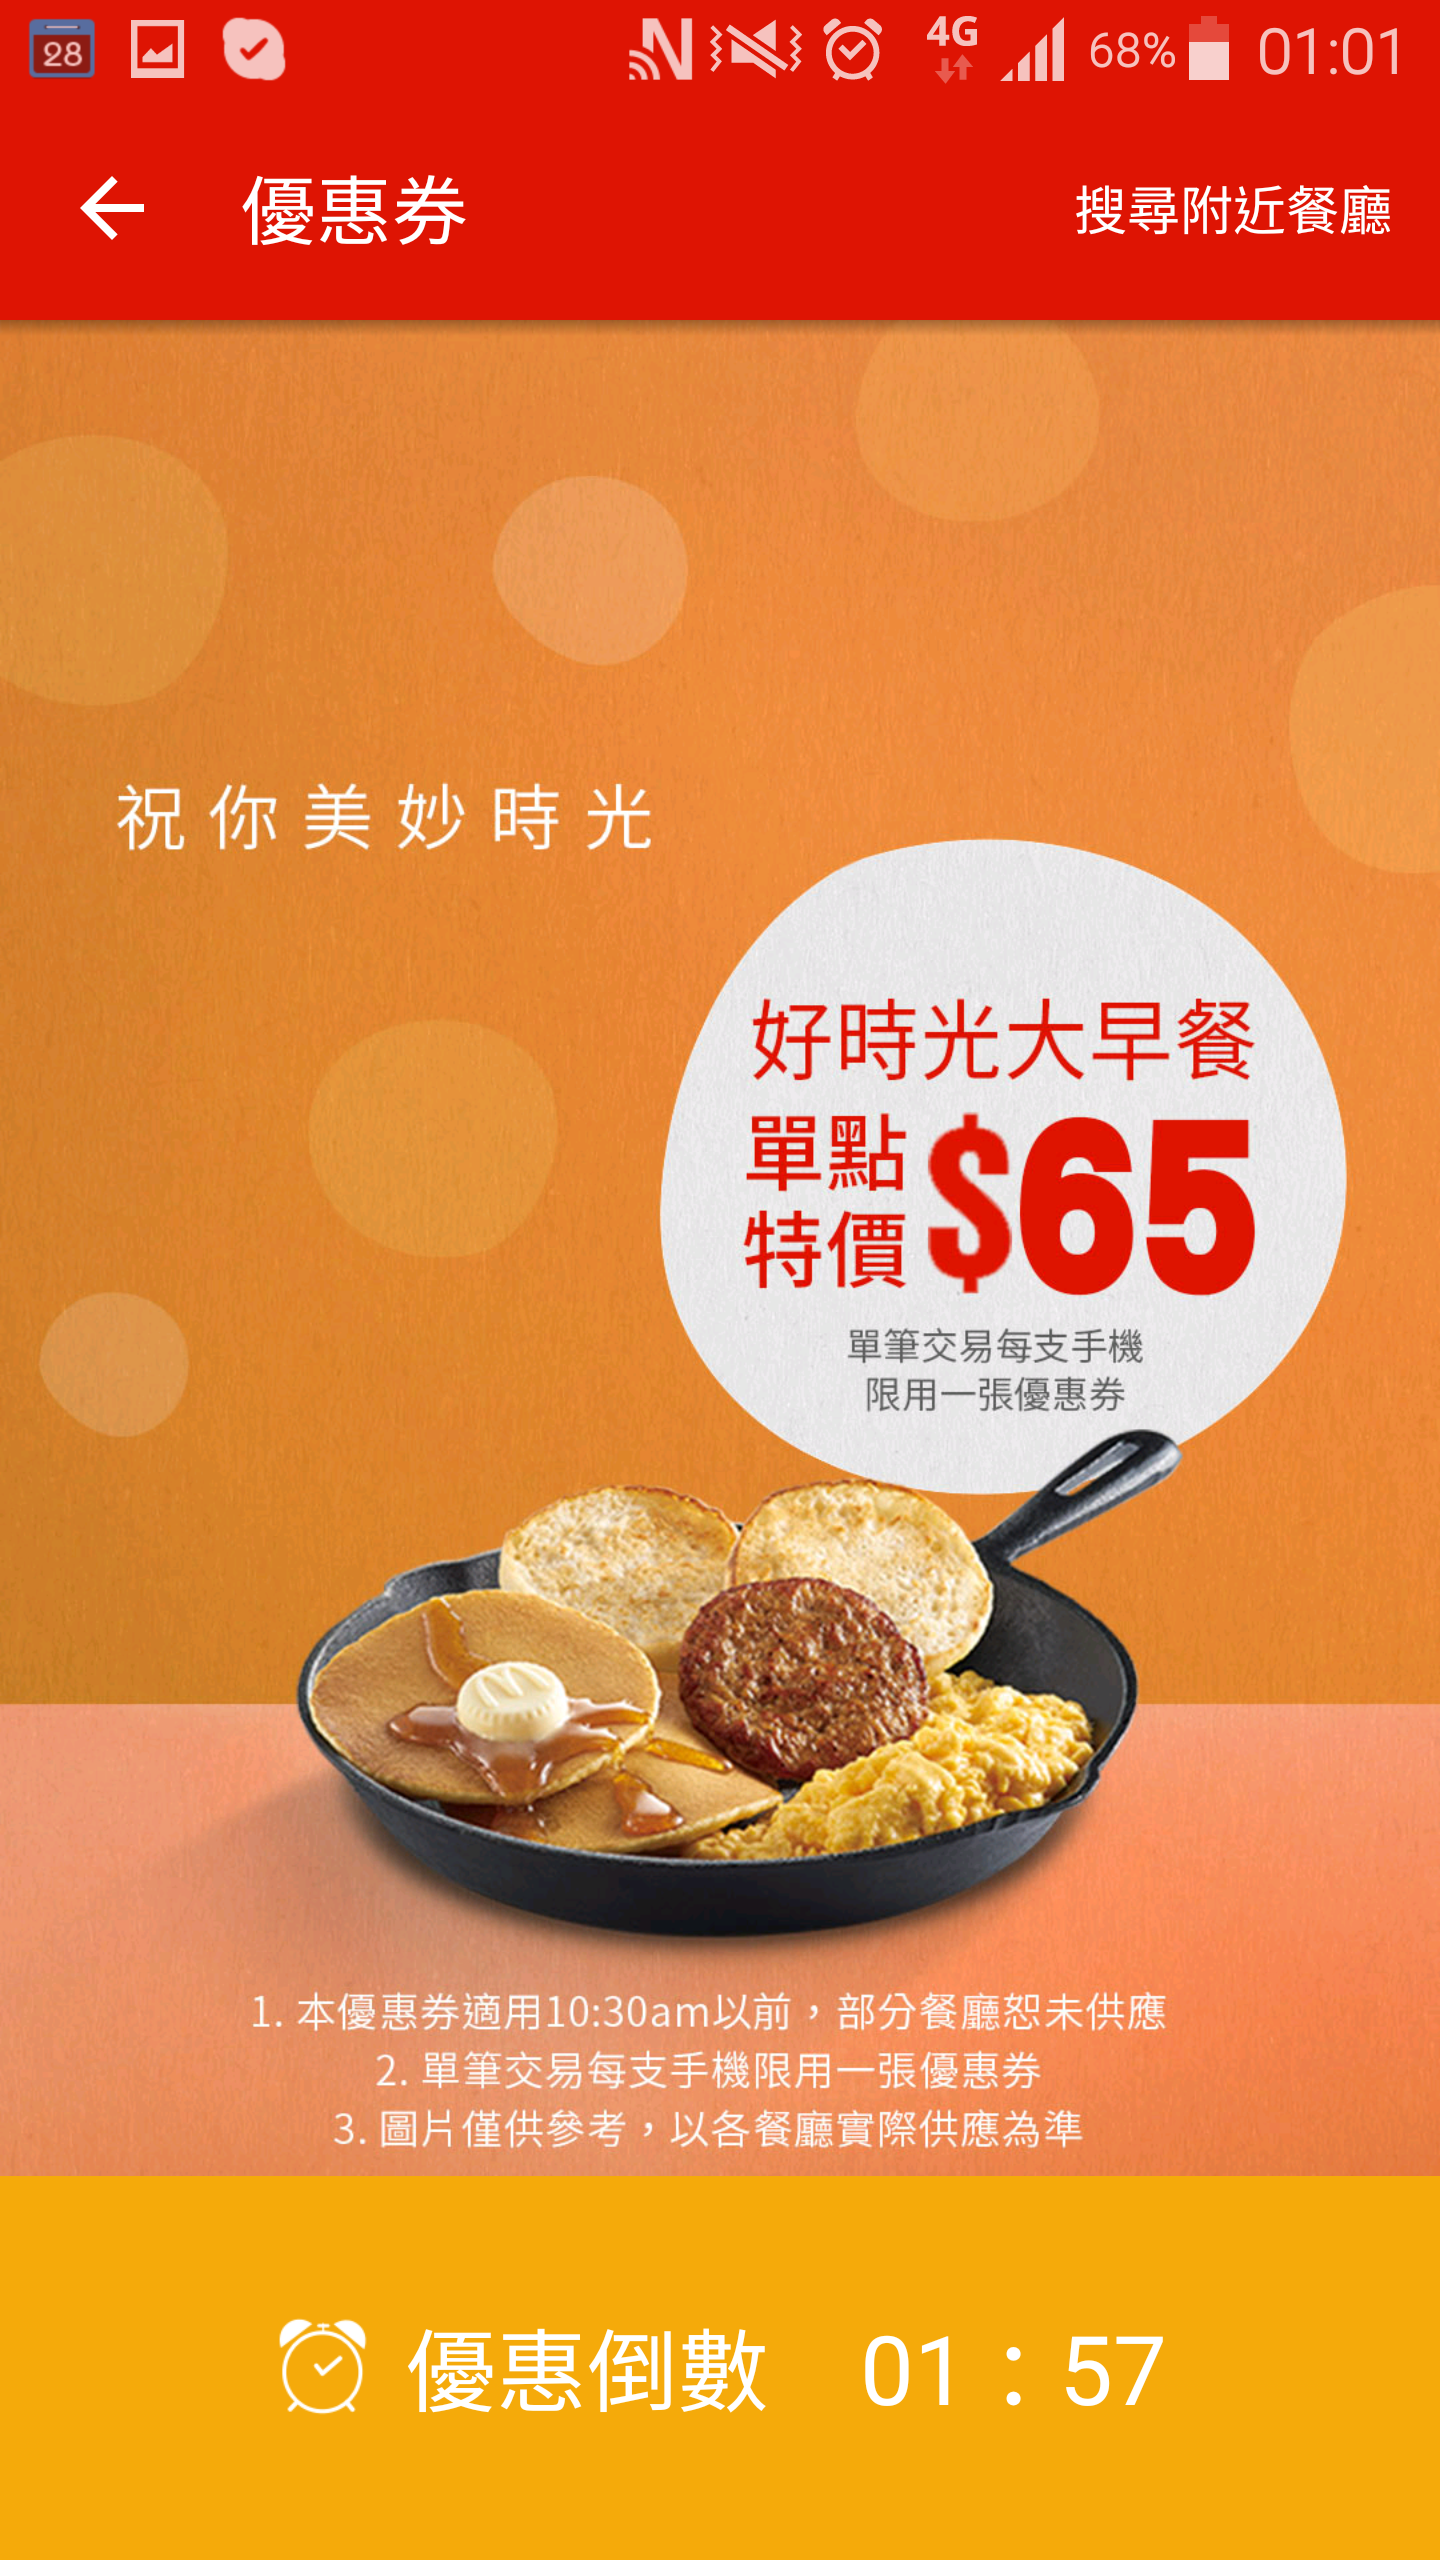 28
4G 68% 01:01
優惠券
搜尋附近餐廳
祝你美妙時光
好時光大早餐
單點
特價
$65
單筆交易每支手機
限用一張優惠券
1. 本優惠券適用10:30am以前，部分餐廳恕未供應
2. 單筆交易每支手機限用一張優惠券
3. 圖片僅供參考，以各餐廳實際供應為準
優惠倒數 01 : 57